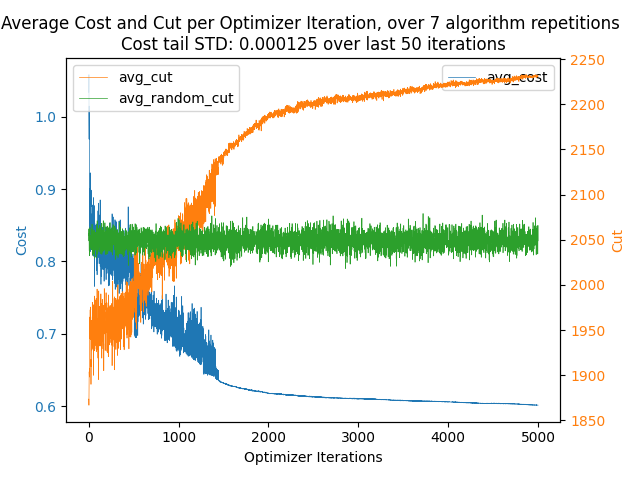 Average Cost and Cut per Optimizer Iteration, over 7 algorithm repetitions
Cost tail STD: 0.000125 over last 50 iterations
avg_cut
avg_random_cut
avg_cost
1.0
0.9
0.8
0.7
0.6
Cost
2250
2200
2150
2100
2050
2000
1950
1900
1850
Cut
0
1000
2000
3000
4000
5000
Optimizer Iterations